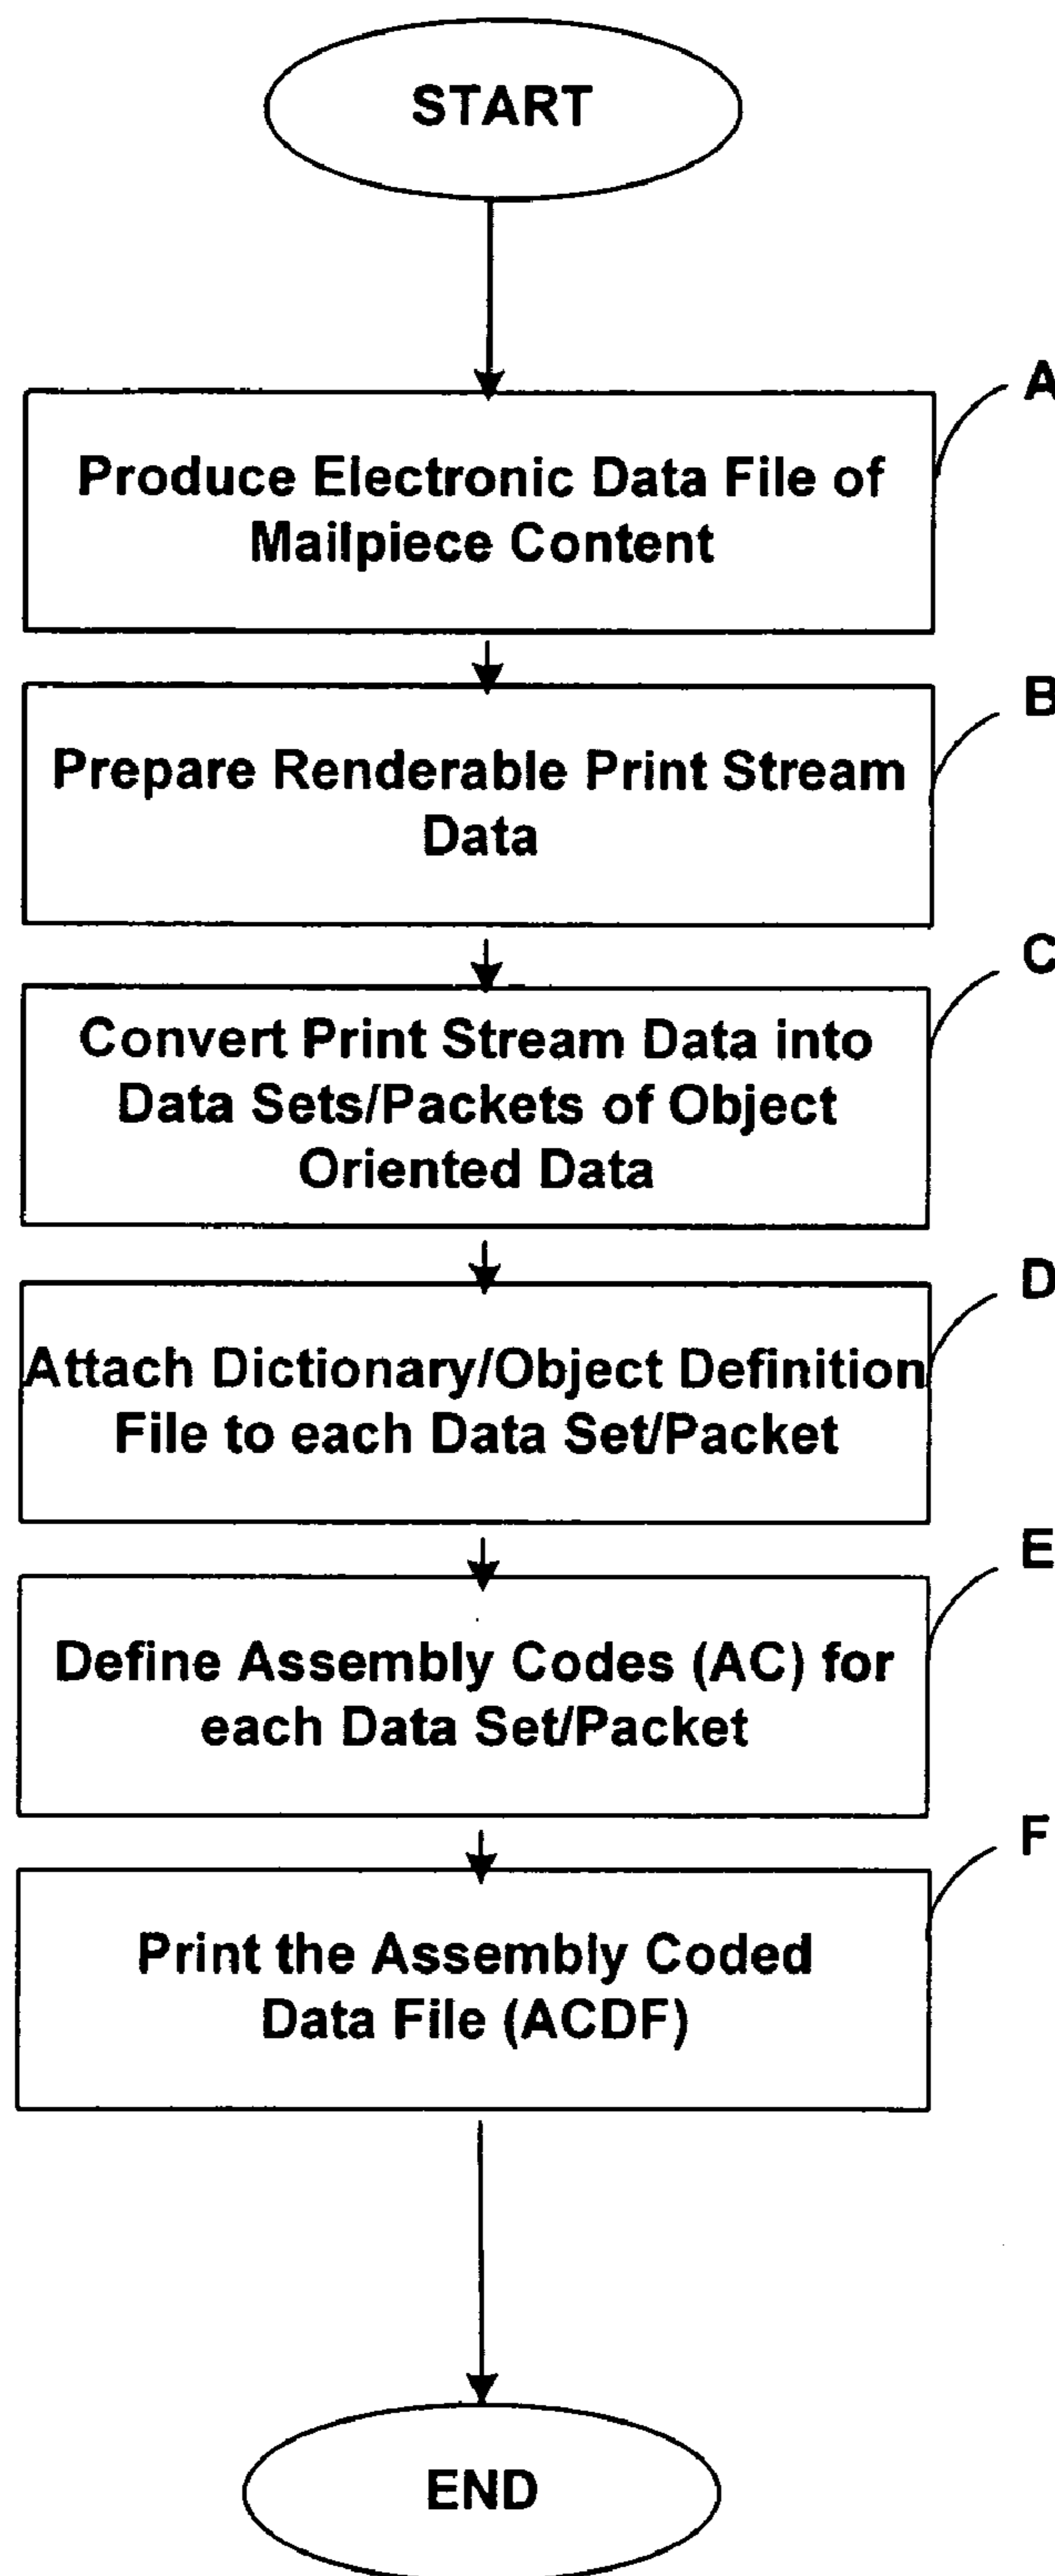 START
A
Produce Electronic Data File of
Mailpiece Content
B
Prepare Renderable Print Stream
Data
C
Convert Print Stream Data into
Data Sets/Packets of Object
Oriented Data
D
Attach Dictionary/Object Definition
File to each Data Set/Packet
E
Define Assembly Codes (AC) for
each Data Set/Packet
F
Print the Assembly Coded
Data File (ACDF)
END